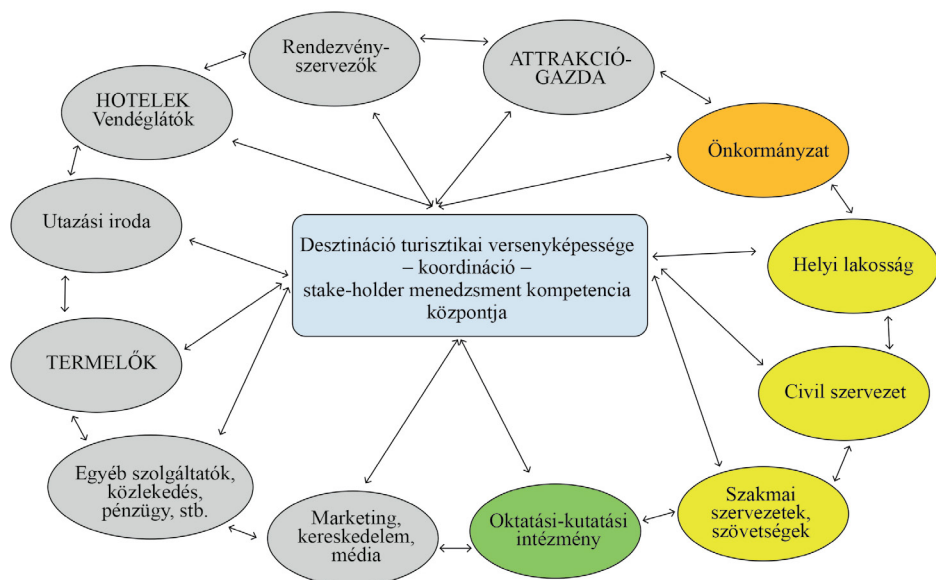 Rendezvény-
szervezők
ATTRAKCIÓ-
GAZDA
HOTELEK
Vendéglátók
Önkormányzat
Utazási iroda
Desztináció turisztikai versenyképessége
– koordináció –
stake-holder menedzsment kompetencia
központja
Helyi lakosság
TERMELŐK
Civil szervezet
Egyéb szolgáltatók,
közlekedés,
pénzügy, stb.
Marketing,
kereskedelem,
média
Oktatási-kutatási
intézmény
Szakmai
szervezetek,
szövetségek